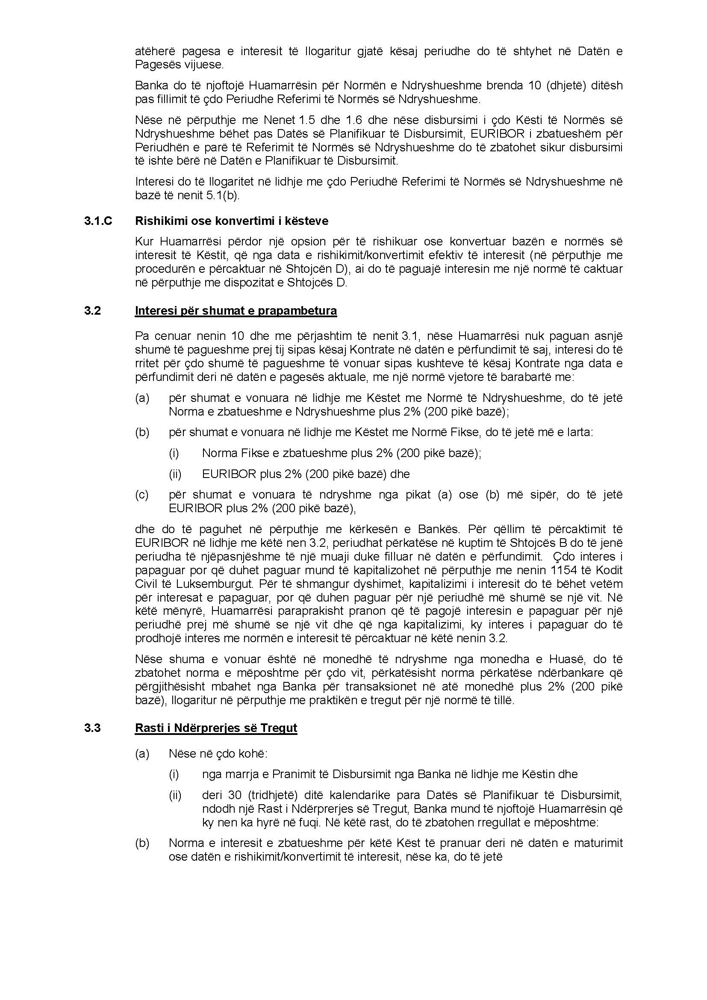 atëherë pagesa e interesit të llogaritur gjatë kësaj periudhe do të shtyhet në Datën e
Pagesës vijuese.
Banka do të njoftojë Huamarrësin për Normën e Ndryshueshme brenda 10 (dhjetë) ditësh
pas fillimit të çdo Periudhe Referimi të Normës së Ndryshueshme.
Nëse në përputhje me Nenet 1.5 dhe 1.6 dhe nëse disbursimi i çdo Kësti të Normës së
Ndryshueshme bëhet pas Datës së Planifikuar të Disbursimit, EURIBOR i zbatueshëm për
Periudhën e parë të Referimit të Normës së Ndryshueshme do të zbatohet sikur disbursimi
të ishte bërë në Datën e Planifikuar të Disbursimit.
Interesi do të llogaritet në lidhje me çdo Periudhë Referimi të Normës së Ndryshueshme në
bazë të nenit 5.1(b).
3.1.C Rishikimi ose konvertimi i kësteve
Kur Huamarrësi përdor një opsion për të rishikuar ose konvertuar bazën e normës së
interesit të Këstit, që nga data e rishikimit/konvertimit efektiv të interesit (në përputhje me
procedurën e përcaktuar në Shtojcën D), ai do të paguajë interesin me një normë të caktuar
në përputhje me dispozitat e Shtojcës D.
3.2 Interesi për shumat e prapambetura
Pa cenuar nenin 10 dhe me përjashtim të nenit 3.1, nëse Huamarrësi nuk paguan asnjë
shumë të pagueshme prej tij sipas kësaj Kontrate në datën e përfundimit të saj, interesi do të
rritet për çdo shumë të pagueshme të vonuar sipas kushteve të kësaj Kontrate nga data e
përfundimit deri në datën e pagesës aktuale, me një normë vjetore të barabartë me:
(a) për shumat e vonuara në lidhje me Këstet me Normë të Ndryshueshme, do të jetë
Norma e zbatueshme e Ndryshueshme plus 2% (200 pikë bazë);
(b) për shumat e vonuara në lidhje me Këstet me Normë Fikse, do të jetë më e larta:
(i) Norma Fikse e zbatueshme plus 2% (200 pikë bazë);
(ii) EURIBOR plus 2% (200 pikë bazë) dhe
(c) për shumat e vonuara të ndryshme nga pikat (a) ose (b) më sipër, do të jetë
EURIBOR plus 2% (200 pikë bazë),
dhe do të paguhet në përputhje me kërkesën e Bankës. Për qëllim të përcaktimit të
EURIBOR në lidhje me këtë nen 3.2, periudhat përkatëse në kuptim të Shtojcës B do të jenë
periudha të njëpasnjëshme të një muaji duke filluar në datën e përfundimit. Çdo interes i
papaguar por që duhet paguar mund të kapitalizohet në përputhje me nenin 1154 të Kodit
Civil të Luksemburgut. Për të shmangur dyshimet, kapitalizimi i interesit do të bëhet vetëm
për interesat e papaguar, por që duhen paguar për një periudhë më shumë se një vit. Në
këtë mënyrë, Huamarrësi paraprakisht pranon që të pagojë interesin e papaguar për një
periudhë prej më shumë se një vit dhe që nga kapitalizimi, ky interes i papaguar do të
prodhojë interes me normën e interesit të përcaktuar në këtë nenin 3.2.
Nëse shuma e vonuar është në monedhë të ndryshme nga monedha e Huasë, do të
zbatohet norma e mëposhtme për çdo vit, përkatësisht norma përkatëse ndërbankare që
përgjithësisht mbahet nga Banka për transaksionet në atë monedhë plus 2% (200 pikë
bazë), llogaritur në përputhje me praktikën e tregut për një normë të tillë.
3.3 Rasti i Ndërprerjes së Tregut
(a) Nëse në çdo kohë:
(i) nga marrja e Pranimit të Disbursimit nga Banka në lidhje me Këstin dhe
(ii) deri 30 (tridhjetë) ditë kalendarike para Datës së Planifikuar të Disbursimit,
ndodh një Rast i Ndërprerjes së Tregut, Banka mund të njoftojë Huamarrësin që
ky nen ka hyrë në fuqi. Në këtë rast, do të zbatohen rregullat e mëposhtme:
(b) Norma e interesit e zbatueshme për këtë Këst të pranuar deri në datën e maturimit
ose datën e rishikimit/konvertimit të interesit, nëse ka, do të jetë